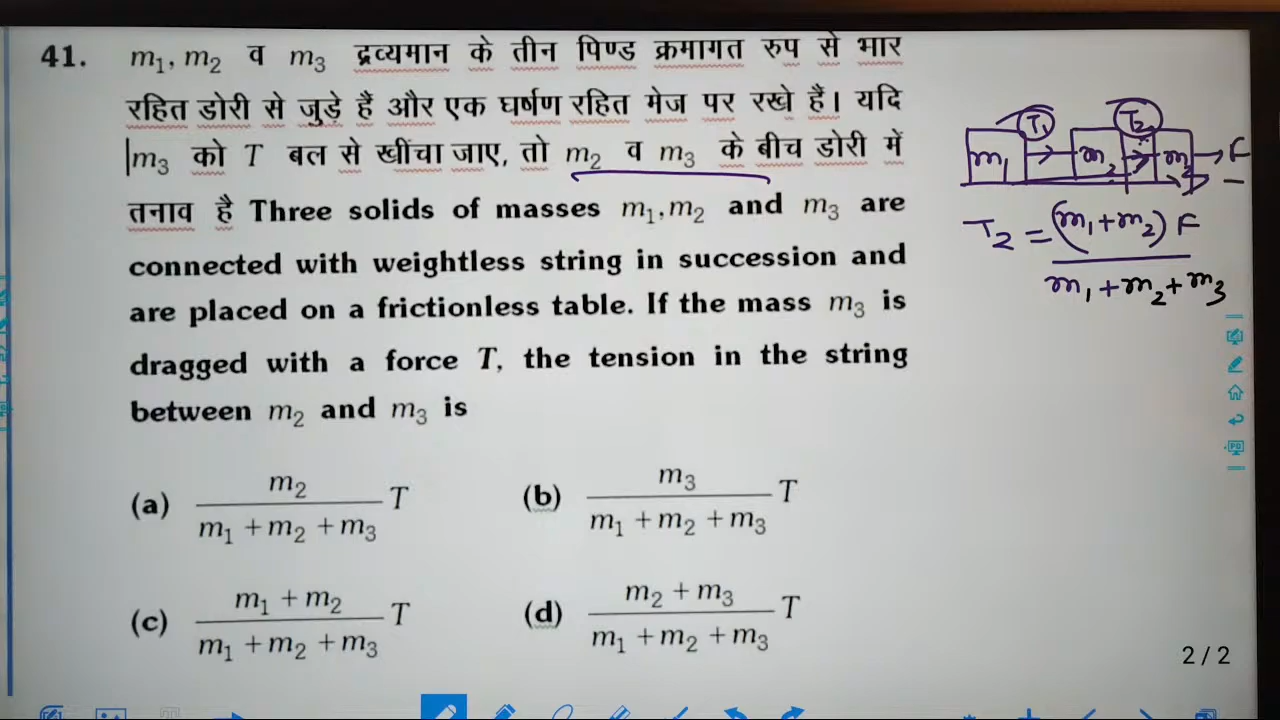 41. m₁, m₂ व m₃ द्रव्यमान के तीन पिण्ड क्रमागत रुप से भार
रहित डोरी से जुड़े हैं और एक घर्षण रहित मेज पर रखे हैं। यदि
m₃ को T बल से खींचा जाए, तो m₂ व m₃ के बीच डोरी में
तनाव है Three solids of masses m₁, m₂ and m₃ are
connected with weightless string in succession and
are placed on a frictionless table. If the mass m₃ is
dragged with a force T, the tension in the string
between m₂ and m₃ is
(a) m₂ / (m₁ + m₂ + m₃) T (b) m₃ / (m₁ + m₂ + m₃) T
(c) (m₁ + m₂) / (m₁ + m₂ + m₃) T (d) (m₂ + m₃) / (m₁ + m₂ + m₃) T
T₁ T₂
m₁ m₂ m₃ F
T₂ = (m₁+m₂) F
m₁+m₂+m₃
2 / 2